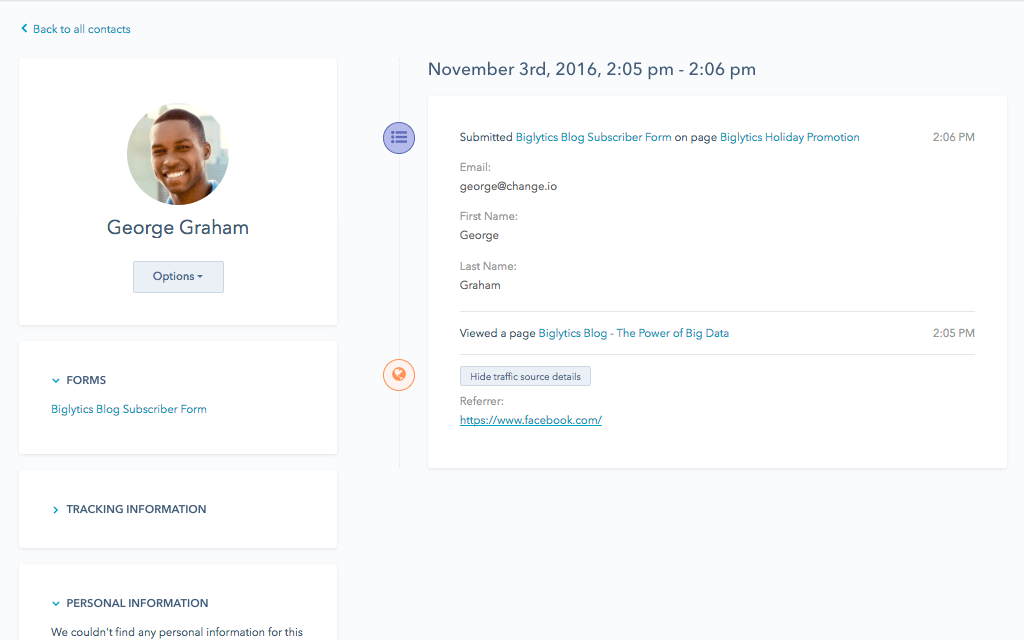 Back to all contacts
George Graham
Options
FORMS
Biglytics Blog Subscriber Form
TRACKING INFORMATION
PERSONAL INFORMATION
We couldn't find any personal information for this
November 3rd, 2016, 2:05 pm - 2:06 pm
Submitted Biglytics Blog Subscriber Form on page Biglytics Holiday Promotion 2:06 PM
Email:
george@change.io
First Name:
George
Last Name:
Graham
Viewed a page Biglytics Blog - The Power of Big Data 2:05 PM
Hide traffic source details
Referrer:
https://www.facebook.com/